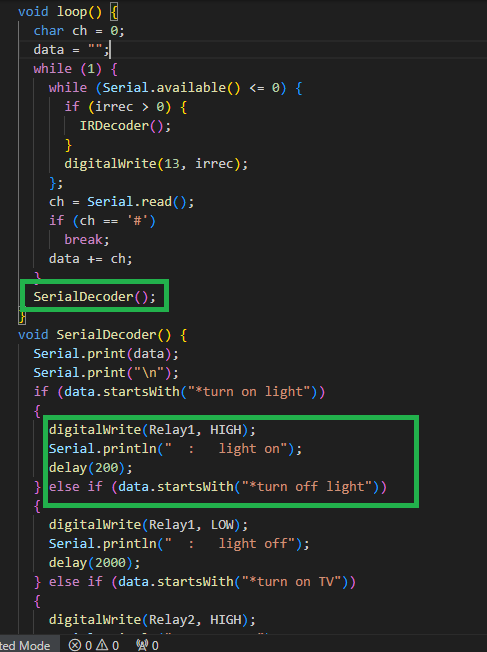 void loop() {
char ch = 0;
data = "";
while (1) {
while (Serial.available() <= 0) {
if (irrec > 0) {
IRDecoder();
}
digitalWrite(13, irrec);
};
ch = Serial.read();
if (ch == '#')
break;
data += ch;
}
SerialDecoder();
}
void SerialDecoder() {
Serial.print(data);
Serial.print("\n");
if (data.startsWith("*turn on light"))
{
digitalWrite(Relay1, HIGH);
Serial.println("  :   light on");
delay(200);
} else if (data.startsWith("*turn off light"))
{
digitalWrite(Relay1, LOW);
Serial.println("  :   light off");
delay(2000);
} else if (data.startsWith("*turn on TV"))
{
digitalWrite(Relay2, HIGH);
ted Mode 0 0 0